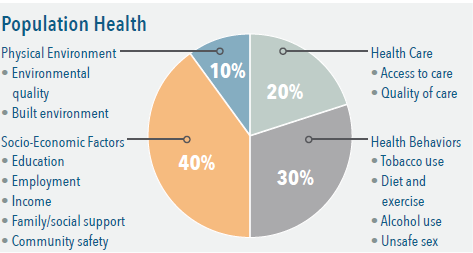 Population Health
Physical Environment
• Environmental
quality
• Built environment
Socio-Economic Factors
• Education
• Employment
• Income
• Family/social support
• Community safety
10%
20%
40%
30%
Health Care
• Access to care
• Quality of care
Health Behaviors
• Tobacco use
• Diet and
exercise
• Alcohol use
• Unsafe sex